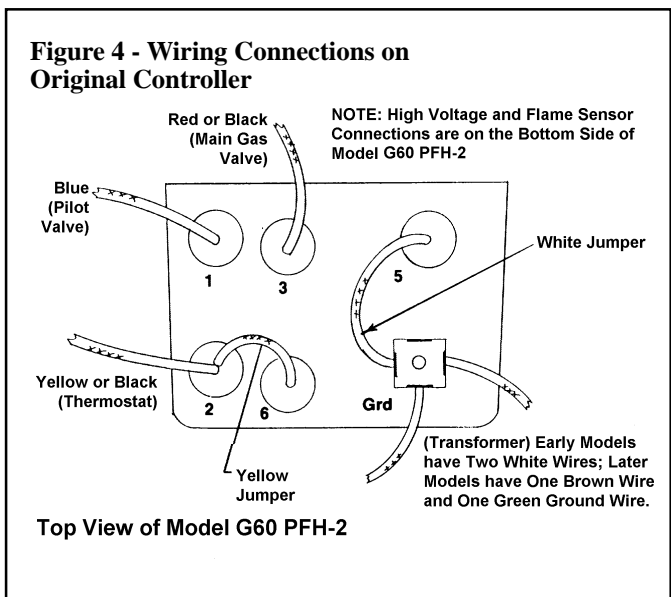 Figure 4 - Wiring Connections on
Original Controller
Red or Black
(Main Gas
Valve)
NOTE: High Voltage and Flame Sensor
Connections are on the Bottom Side of
Model G60 PFH-2
Blue
(Pilot
Valve)
White Jumper
1
3
5
Yellow or Black
(Thermostat)
2
6
Grd
Yellow
Jumper
(Transformer) Early Models
have Two White Wires; Later
Models have One Brown Wire
and One Green Ground Wire.
Top View of Model G60 PFH-2